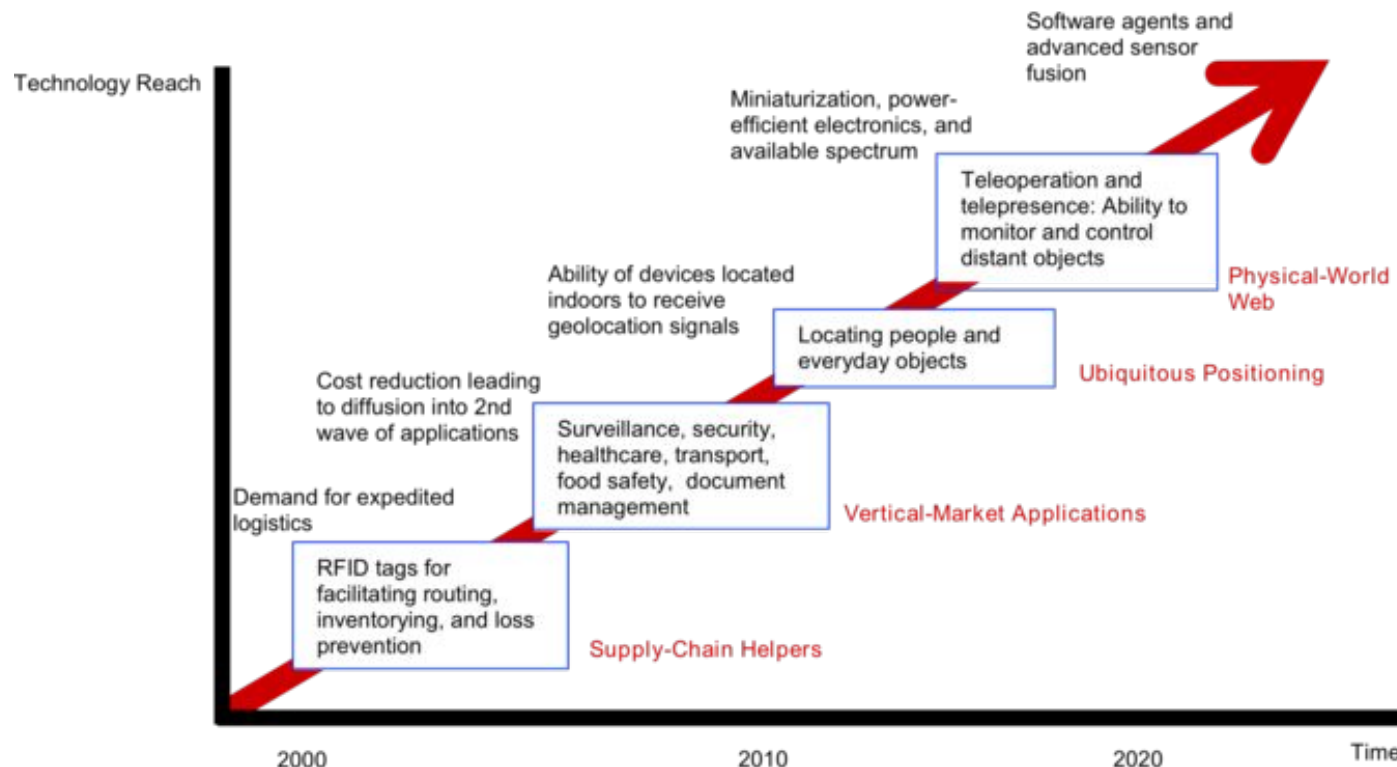 Software agents and
advanced sensor
fusion
Technology Reach
Miniaturization, power-
efficient electronics, and
available spectrum
Teleoperation and
telepresence: Ability to
monitor and control
distant objects
Physical-World
Web
Ability of devices located
indoors to receive
geolocation signals
Locating people and
everyday objects
Ubiquitous Positioning
Cost reduction leading
to diffusion into 2nd
wave of applications
Surveillance, security,
healthcare, transport,
food safety, document
management
Vertical-Market Applications
Demand for expedited
logistics
RFID tags for
facilitating routing,
inventorying, and loss
prevention
Supply-Chain Helpers
2000
2010
2020
Time